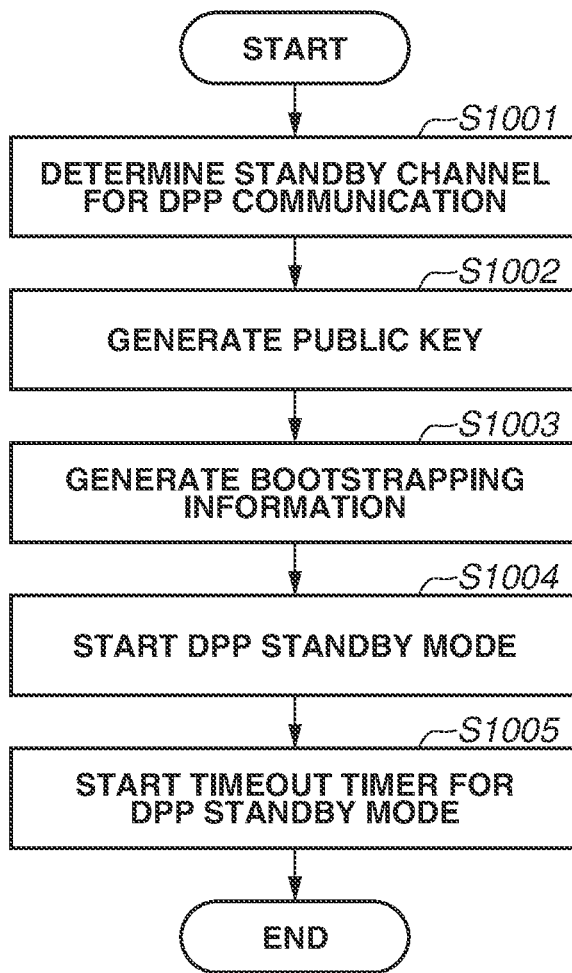 START
S1001
DETERMINE STANDBY CHANNEL
FOR DPP COMMUNICATION
S1002
GENERATE PUBLIC KEY
S1003
GENERATE BOOTSTRAPPING
INFORMATION
S1004
START DPP STANDBY MODE
S1005
START TIMEOUT TIMER FOR
DPP STANDBY MODE
END